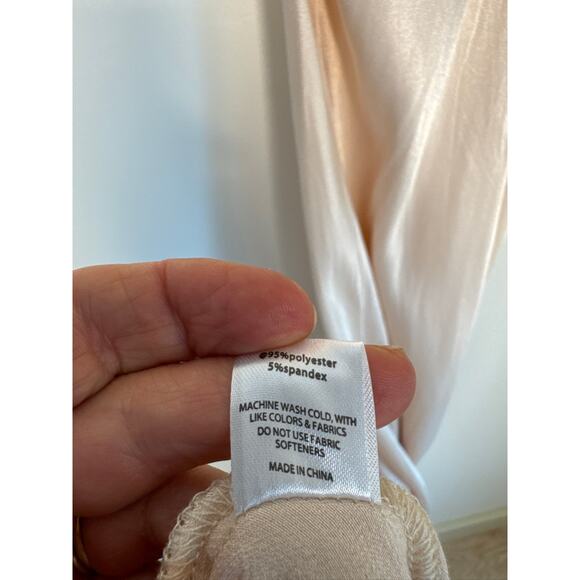 @95%polyester
5%spandex
MACHINE WASH COLD, WITH
LIKE COLORS & FABRICS
DO NOT USE FABRIC
SOFTENERS
MADE IN CHINA